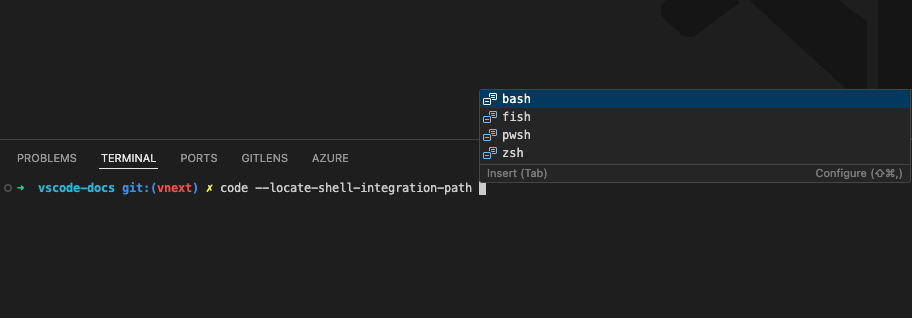 bash
fish
pwsh
zsh
Insert (Tab) Configure (⇧⌘,)
PROBLEMS TERMINAL PORTS GITLENS AZURE
➜ vscode-docs git:(vnext) ✗ code --locate-shell-integration-path